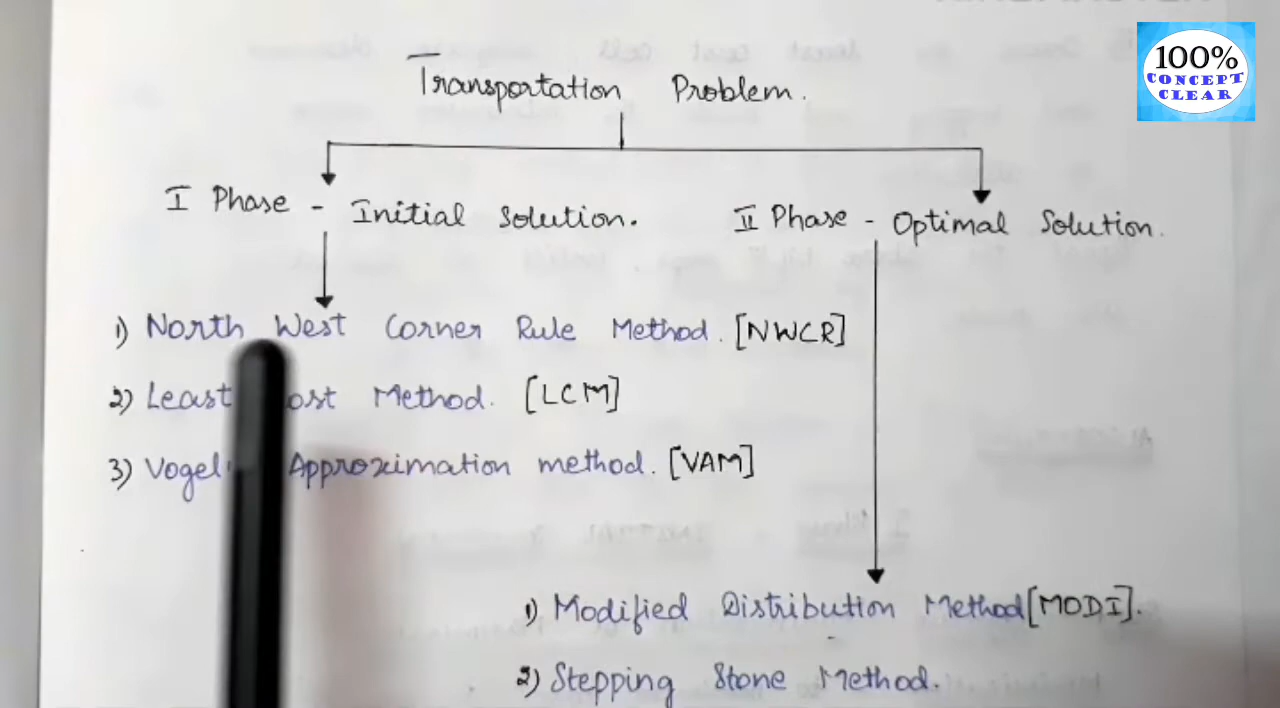 100%
CONCEPT
CLEAR
Transportation Problem.
I Phase - Initial Solution.
II Phase - Optimal Solution.
1) North West Corner Rule Method. [NWCR]
2) Least ost Method. [LCM]
3) Vogel Approximation method. [VAM]
1) Modified Distribution Method [MODI].
2) Stepping Stone Method.